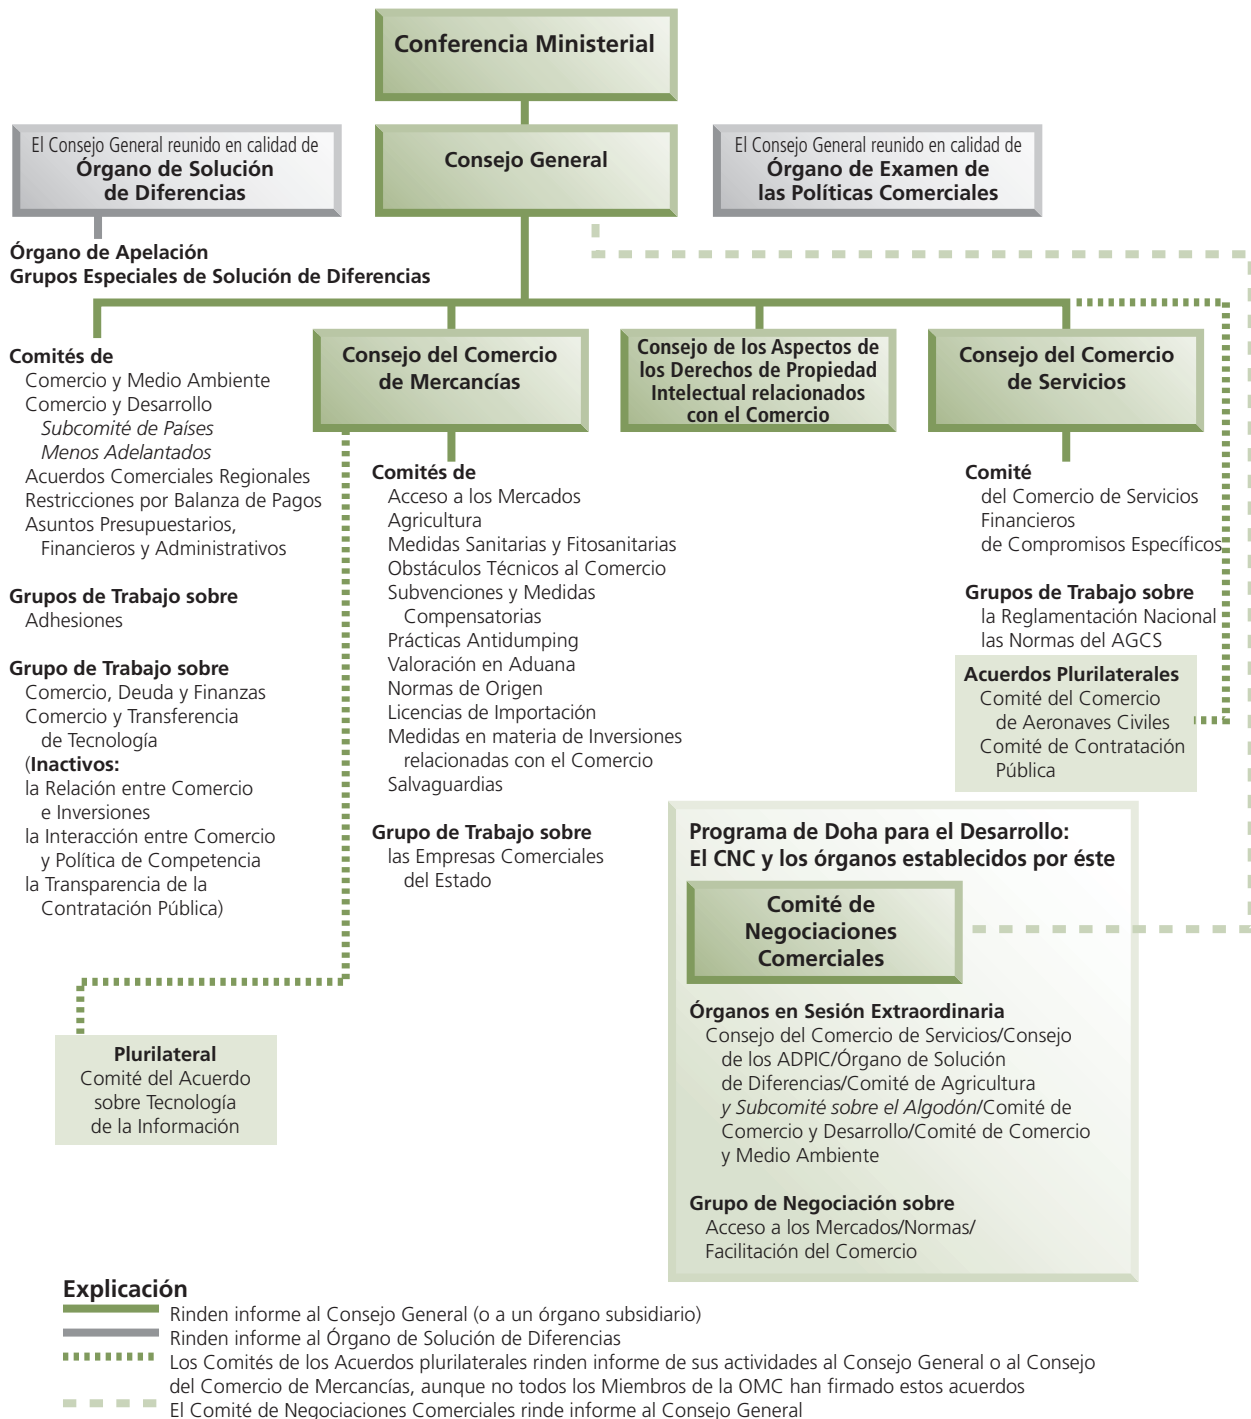 Conferencia Ministerial
El Consejo General reunido en calidad de
Órgano de Solución
de Diferencias
Consejo General
El Consejo General reunido en calidad de
Órgano de Examen de
las Políticas Comerciales
Órgano de Apelación
Grupos Especiales de Solución de Diferencias
Comités de
Comercio y Medio Ambiente
Comercio y Desarrollo
Subcomité de Países
Menos Adelantados
Acuerdos Comerciales Regionales
Restricciones por Balanza de Pagos
Asuntos Presupuestarios,
Financieros y Administrativos
Grupos de Trabajo sobre
Adhesiones
Grupo de Trabajo sobre
Comercio, Deuda y Finanzas
Comercio y Transferencia
de Tecnología
(Inactivos:
la Relación entre Comercio
e Inversiones
la Interacción entre Comercio
y Política de Competencia
la Transparencia de la
Contratación Pública)
Consejo del Comercio
de Mercancías
Comités de
Acceso a los Mercados
Agricultura
Medidas Sanitarias y Fitosanitarias
Obstáculos Técnicos al Comercio
Subvenciones y Medidas
Compensatorias
Prácticas Antidumping
Valoración en Aduana
Normas de Origen
Licencias de Importación
Medidas en materia de Inversiones
relacionadas con el Comercio
Salvaguardias
Grupo de Trabajo sobre
las Empresas Comerciales
del Estado
Consejo de los Aspectos de
los Derechos de Propiedad
Intelectual relacionados
con el Comercio
Consejo del Comercio
de Servicios
Comité
del Comercio de Servicios
Financieros
de Compromisos Específicos
Grupos de Trabajo sobre
la Reglamentación Nacional
las Normas del AGCS
Acuerdos Plurilaterales
Comité del Comercio
de Aeronaves Civiles
Comité de Contratación
Pública
Plurilateral
Comité del Acuerdo
sobre Tecnología
de la Información
Programa de Doha para el Desarrollo:
El CNC y los órganos establecidos por éste
Comité de
Negociaciones
Comerciales
Órganos en Sesión Extraordinaria
Consejo del Comercio de Servicios/Consejo
de los ADPIC/Órgano de Solución
de Diferencias/Comité de Agricultura
y Subcomité sobre el Algodón/Comité de
Comercio y Desarrollo/Comité de Comercio
y Medio Ambiente
Grupo de Negociación sobre
Acceso a los Mercados/Normas/
Facilitación del Comercio
Explicación
Rinden informe al Consejo General (o a un órgano subsidiario)
Rinden informe al Órgano de Solución de Diferencias
Los Comités de los Acuerdos plurilaterales rinden informe de sus actividades al Consejo General o al Consejo
del Comercio de Mercancías, aunque no todos los Miembros de la OMC han firmado estos acuerdos
El Comité de Negociaciones Comerciales rinde informe al Consejo General